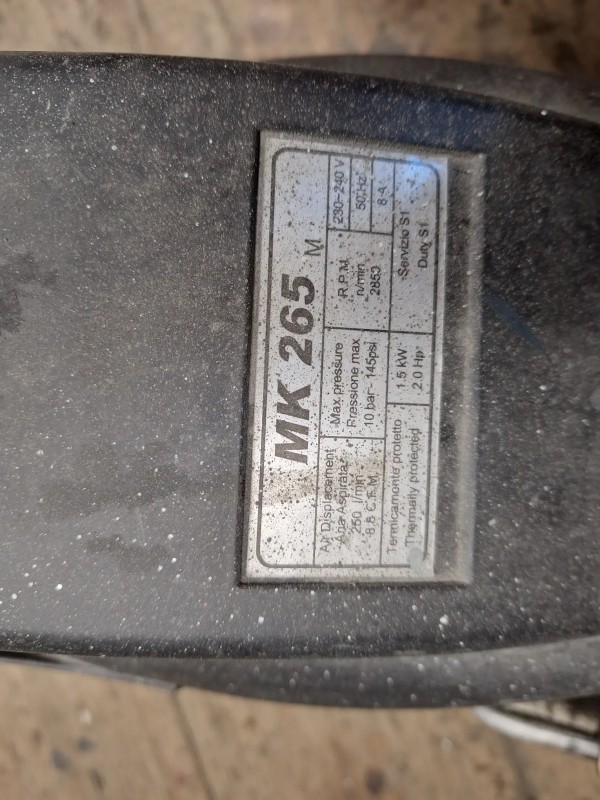 MK 265 M
Air Displacement
Aria Aspirata
250 l/min
8.8 C.F.M.
Max pressure
Pressione max
10 bar - 145psi
R.P.M.
n/min
2850
230-240 V
50 Hz
8 A
Termicamente protetto
Thermally protected
1.5 kW
2.0 Hp
Servizio S1
Duty S1